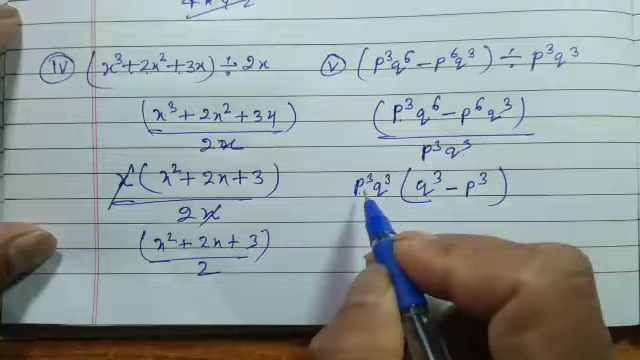 (iv) (x³ + 2x² + 3x) ÷ 2x
(x³ + 2x² + 3x)
2x
x(x² + 2x + 3)
2x
(x² + 2x + 3)
2
(v) (p³q⁶ − p⁶q³) ÷ p³q³
(p³q⁶ − p⁶q³)
p³q³
p³q³(q³ − p³)